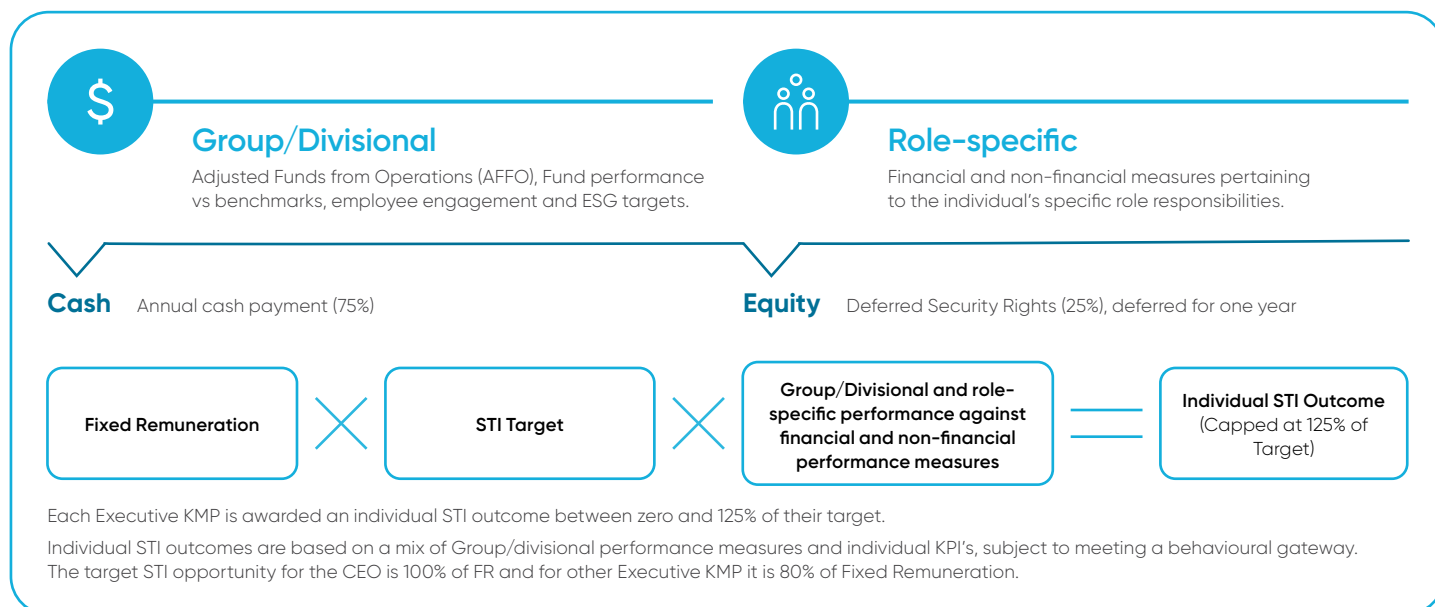 $
Group/Divisional
Adjusted Funds from Operations (AFFO), Fund performance
vs benchmarks, employee engagement and ESG targets.
Role-specific
Financial and non-financial measures pertaining
to the individual's specific role responsibilities.
Cash Annual cash payment (75%)
Equity Deferred Security Rights (25%), deferred for one year
Fixed Remuneration
STI Target
Group/Divisional and role-
specific performance against
financial and non-financial
performance measures
Individual STI Outcome
(Capped at 125% of
Target)
Each Executive KMP is awarded an individual STI outcome between zero and 125% of their target.
Individual STI outcomes are based on a mix of Group/divisional performance measures and individual KPI's, subject to meeting a behavioural gateway.
The target STI opportunity for the CEO is 100% of FR and for other Executive KMP it is 80% of Fixed Remuneration.